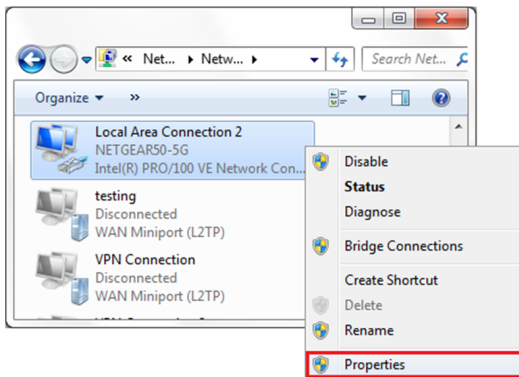 « Net... ▸ Netw... ▸
Search Net...
Organize ▾ »
Local Area Connection 2
NETGEAR50-5G
Intel(R) PRO/100 VE Network Con...
testing
Disconnected
WAN Miniport (L2TP)
VPN Connection
Disconnected
WAN Miniport (L2TP)
Disable
Status
Diagnose
Bridge Connections
Create Shortcut
Delete
Rename
Properties